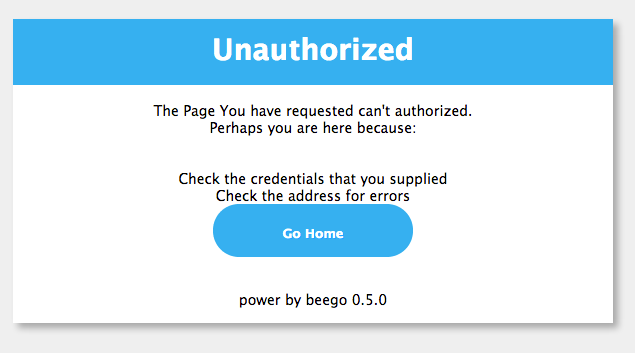 Unauthorized
The Page You have requested can't authorized.
Perhaps you are here because:
Check the credentials that you supplied
Check the address for errors
Go Home
power by beego 0.5.0